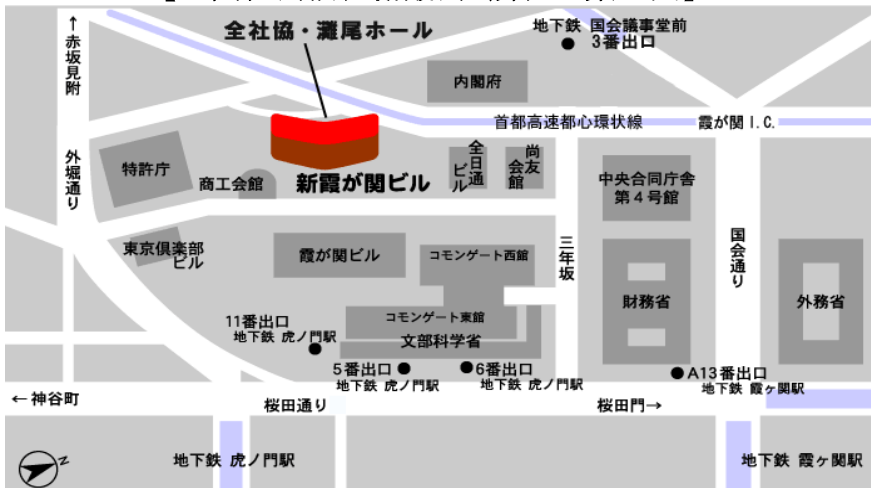 全社協・灘尾ホール
地下鉄 国会議事堂前
3番出口
↑赤坂見附
内閣府
首都高速都心環状線
霞が関 I.C.
外堀通り
特許庁
商工会館
新霞が関ビル
全日通
ビル
尚友
会館
中央合同庁舎
第4号館
東京倶楽部
ビル
霞が関ビル
コモンゲート西館
三年坂
国会通り
財務省
外務省
11番出口
地下鉄 虎ノ門駅
コモンゲート東館
文部科学省
5番出口
地下鉄 虎ノ門駅
6番出口
地下鉄 虎ノ門駅
A13番出口
地下鉄 霞ヶ関駅
←神谷町
桜田通り
桜田門→
地下鉄 虎ノ門駅
地下鉄 霞ヶ関駅
N